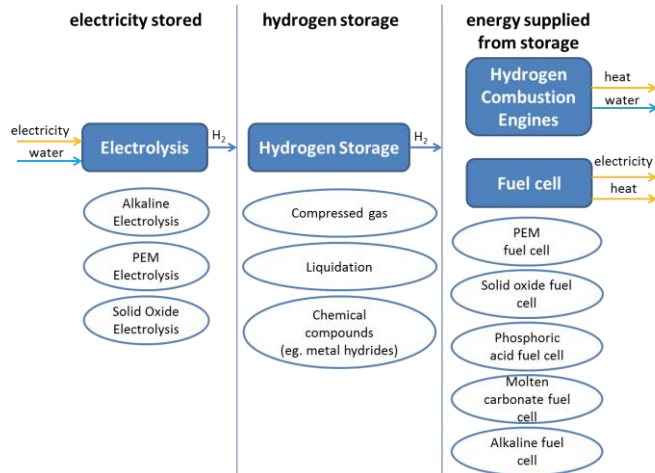 electricity stored
hydrogen storage
energy supplied
from storage
electricity
water
Electrolysis
H2
Hydrogen Storage
H2
Hydrogen
Combustion
Engines
heat
water
Fuel cell
electricity
heat
Alkaline
Electrolysis
PEM
Electrolysis
Solid Oxide
Electrolysis
Compressed gas
Liquidation
Chemical
compounds
(eg. metal hydrides)
PEM
fuel cell
Solid oxide fuel
cell
Phosphoric
acid fuel cell
Molten
carbonate fuel
cell
Alkaline fuel
cell